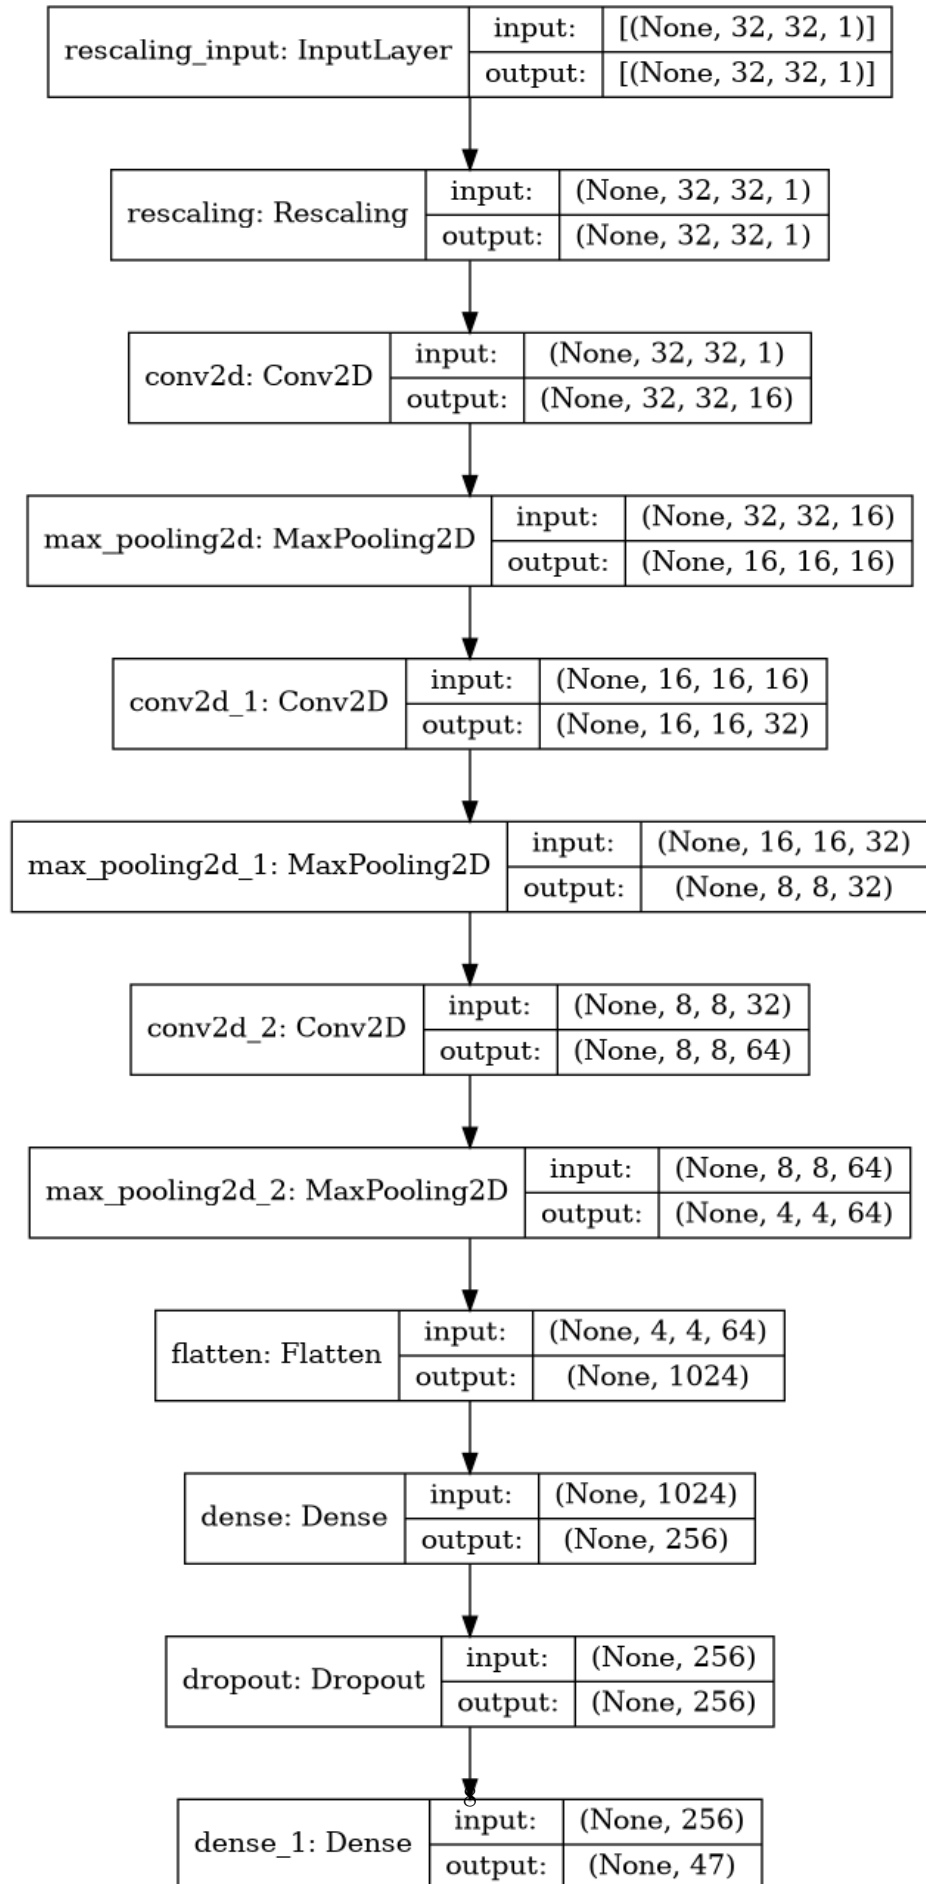 rescaling_input: InputLayer
input: [(None, 32, 32, 1)]
output: [(None, 32, 32, 1)]
rescaling: Rescaling
input: (None, 32, 32, 1)
output: (None, 32, 32, 1)
conv2d: Conv2D
input: (None, 32, 32, 1)
output: (None, 32, 32, 16)
max_pooling2d: MaxPooling2D
input: (None, 32, 32, 16)
output: (None, 16, 16, 16)
conv2d_1: Conv2D
input: (None, 16, 16, 16)
output: (None, 16, 16, 32)
max_pooling2d_1: MaxPooling2D
input: (None, 16, 16, 32)
output: (None, 8, 8, 32)
conv2d_2: Conv2D
input: (None, 8, 8, 32)
output: (None, 8, 8, 64)
max_pooling2d_2: MaxPooling2D
input: (None, 8, 8, 64)
output: (None, 4, 4, 64)
flatten: Flatten
input: (None, 4, 4, 64)
output: (None, 1024)
dense: Dense
input: (None, 1024)
output: (None, 256)
dropout: Dropout
input: (None, 256)
output: (None, 256)
dense_1: Dense
input: (None, 256)
output: (None, 47)